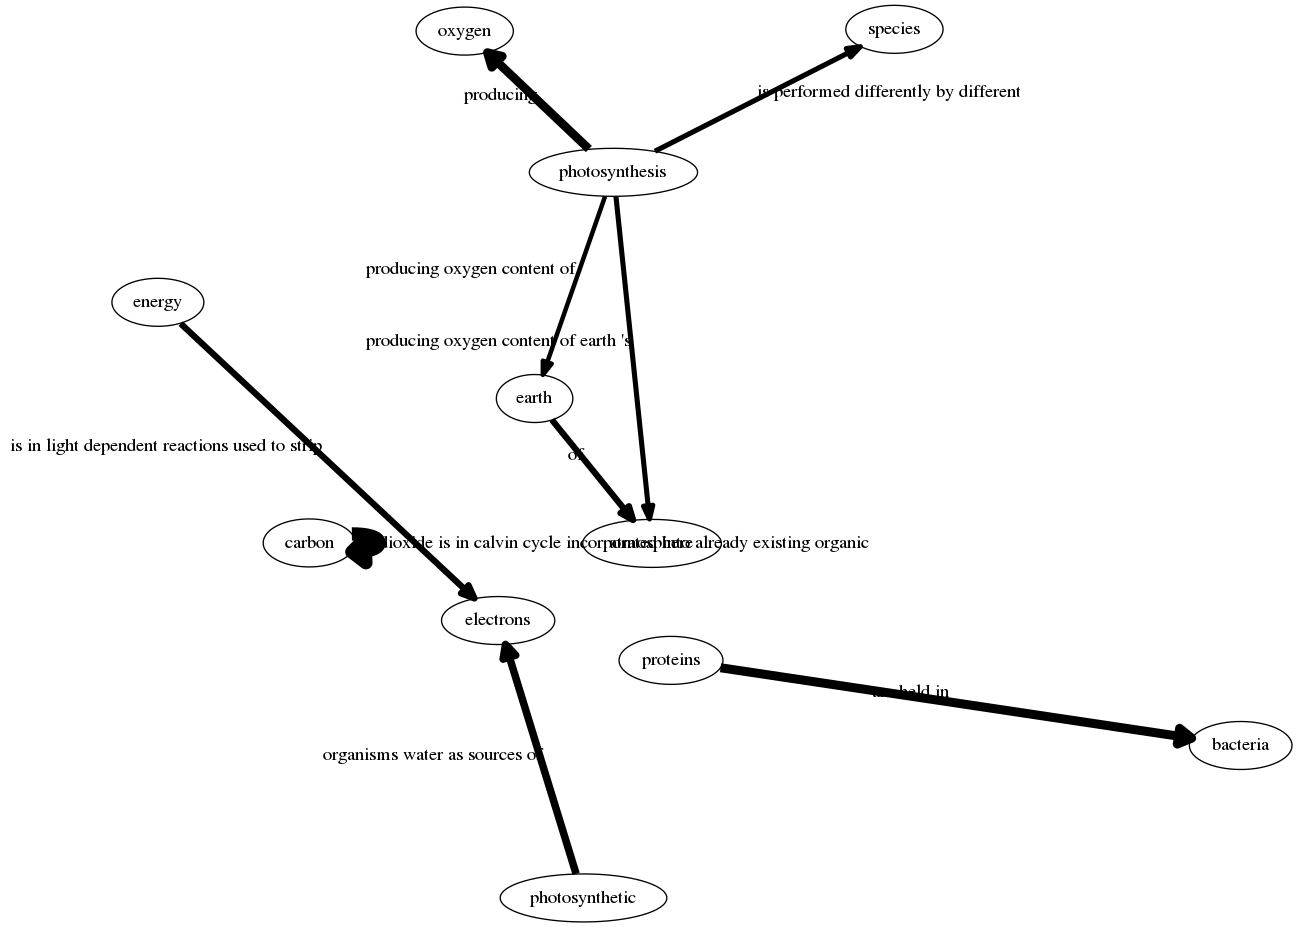 oxygen
species
producing
is performed differently by different
photosynthesis
producing oxygen content of
energy
producing oxygen content of earth 's
earth
is in light dependent reactions used to strip
of
carbon
dioxide is in calvin cycle incorporated into already existing organic
atmosphere
electrons
proteins
are held in
bacteria
organisms water as sources of
photosynthetic